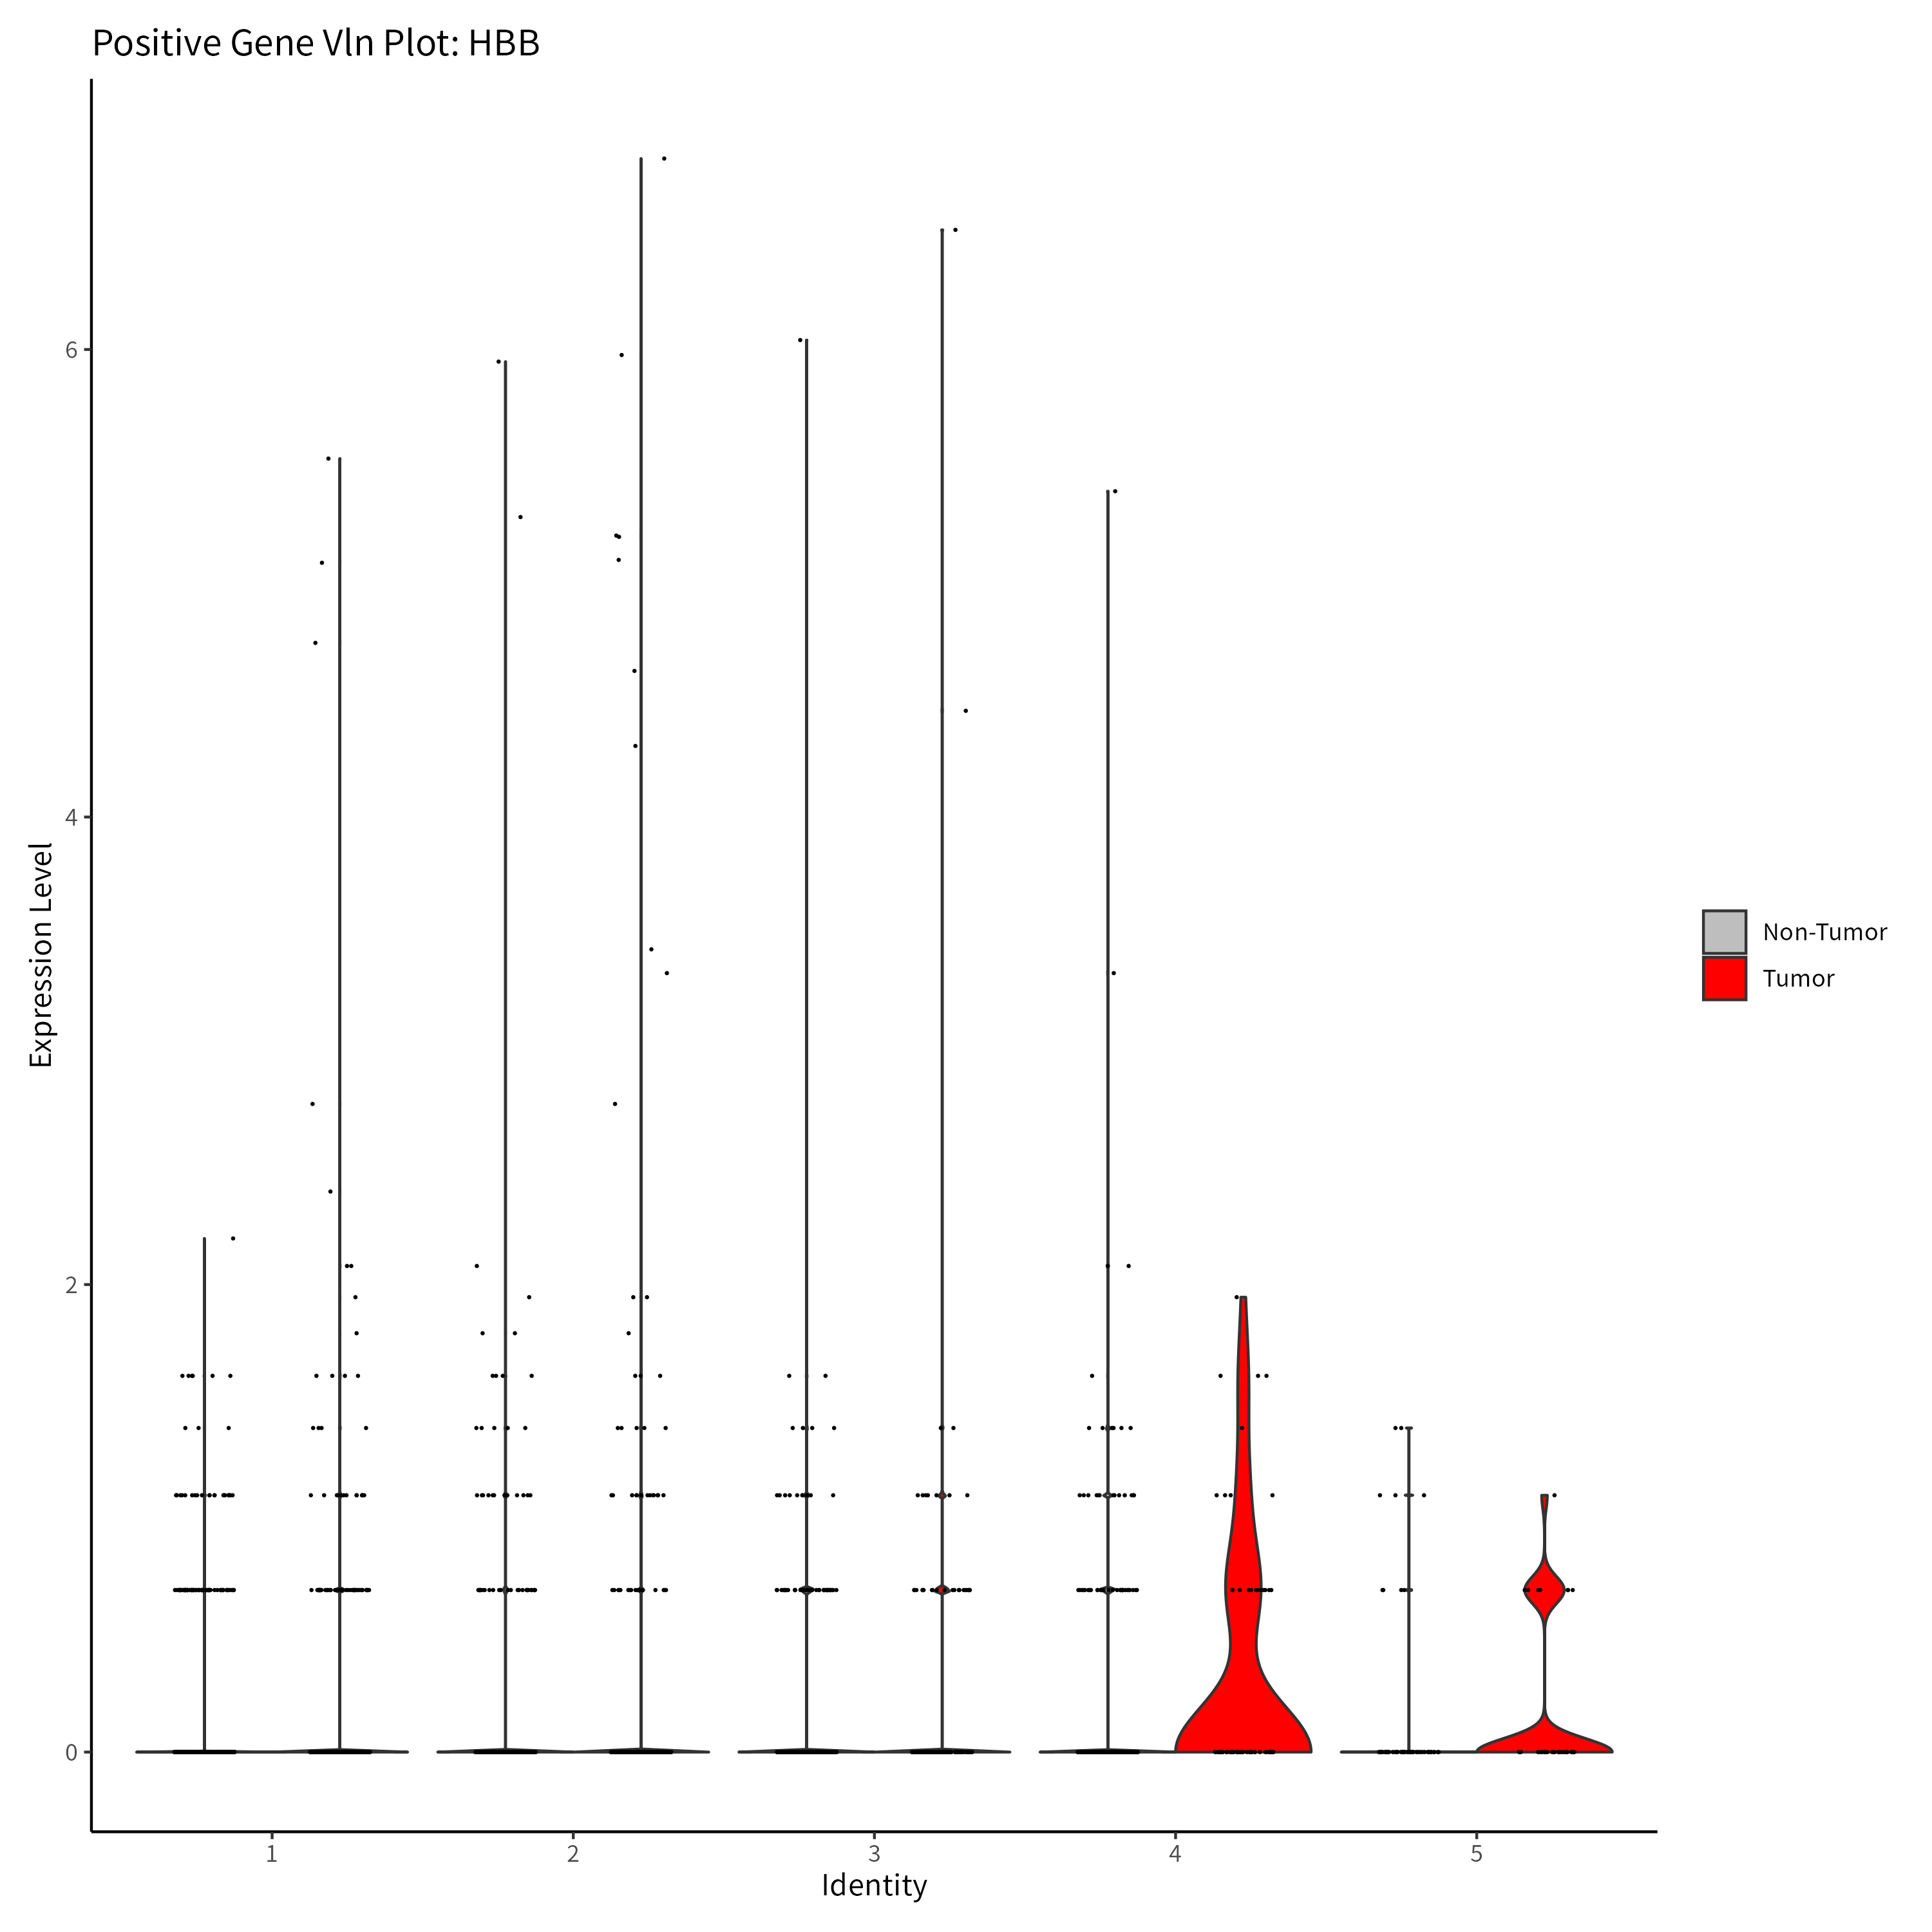 Positive Gene Vln Plot: HBB
6
4
2
0
Expression Level
1
2
3
4
5
Identity
Non-Tumor
Tumor